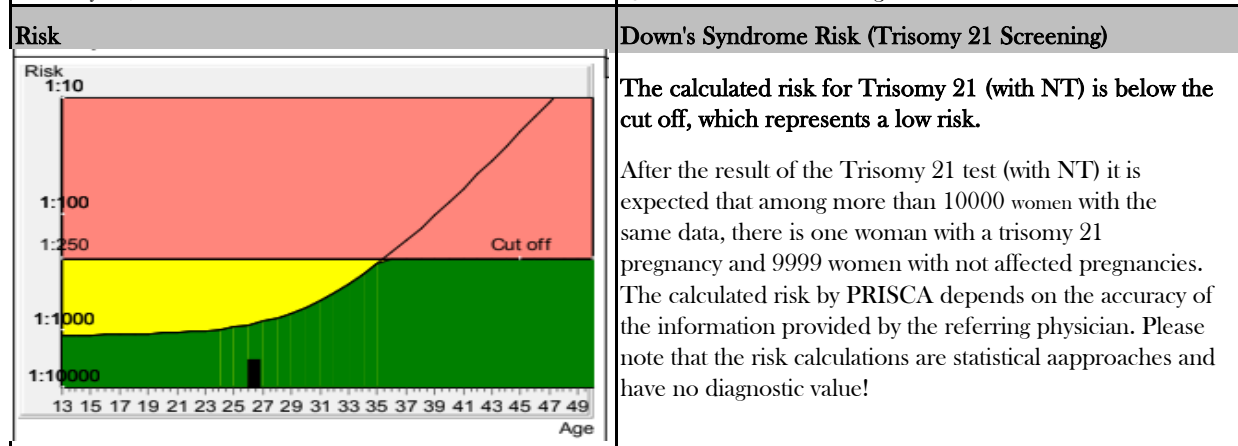 Risk
Down's Syndrome Risk (Trisomy 21 Screening)
Risk
1:10
1:100
1:250
Cut off
1:1000
1:10000
13 15 17 19 21 23 25 27 29 31 33 35 37 39 41 43 45 47 49
Age
The calculated risk for Trisomy 21 (with NT) is below the
cut off, which represents a low risk.
After the result of the Trisomy 21 test (with NT) it is
expected that among more than 10000 women with the
same data, there is one woman with a trisomy 21
pregnancy and 9999 women with not affected pregnancies.
The calculated risk by PRISCA depends on the accuracy of
the information provided by the referring physician. Please
note that the risk calculations are statistical aapproaches and
have no diagnostic value!